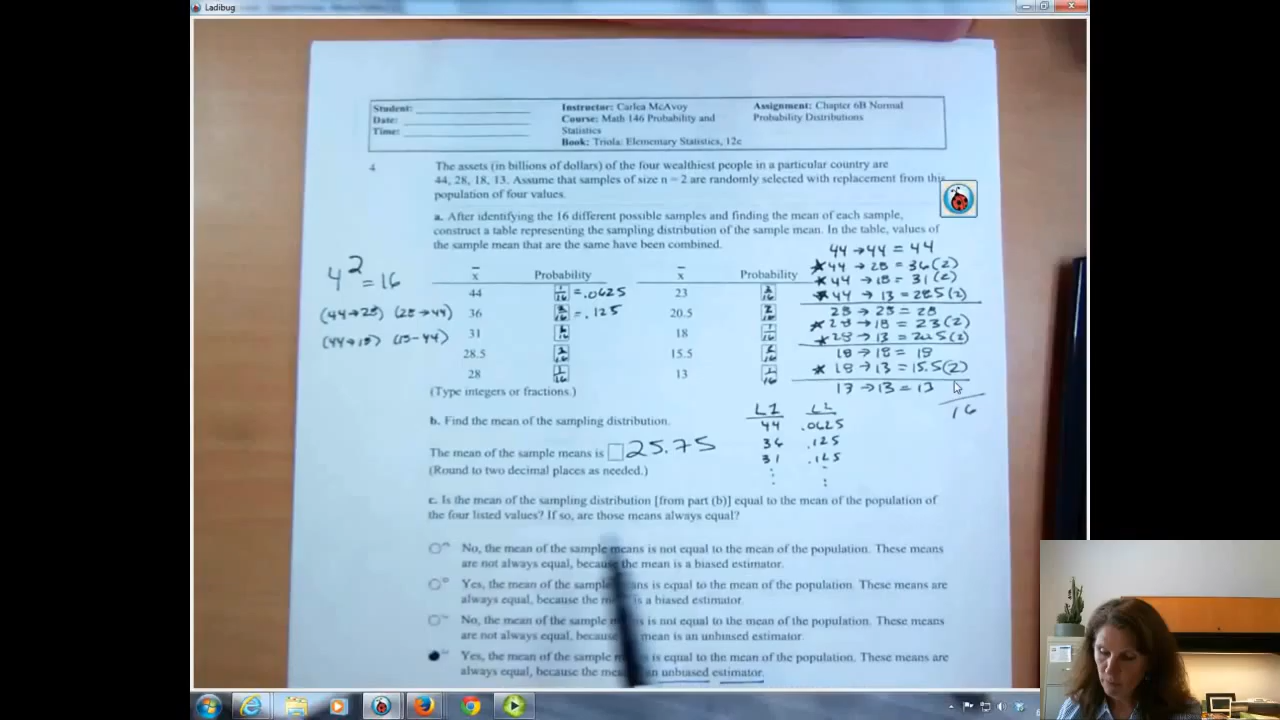 Ladibug
Student:
Date:
Time:
Instructor: Carlea McAvoy
Course: Math 146 Probability and
Statistics
Book: Triola: Elementary Statistics, 12e
Assignment: Chapter 6B Normal
Probability Distributions
4
The assets (in billions of dollars) of the four wealthiest people in a particular country are
44, 28, 18, 13. Assume that samples of size n = 2 are randomly selected with replacement from this
population of four values.
a. After identifying the 16 different possible samples and finding the mean of each sample,
construct a table representing the sampling distribution of the sample mean. In the table, values of
the sample mean that are the same have been combined.
4² = 16
(44→28) (28→44)
(44→18) (18-44)
x̄ Probability x̄ Probability
44 1/16 = .0625 23 2/16
36 2/16 = .125 20.5 2/16
31 2/16 18 1/16
28.5 2/16 15.5 2/16
28 1/16 13 1/16
(Type integers or fractions.)
44 → 44 = 44
* 44 → 28 = 36 (2)
* 44 → 18 = 31 (2)
* 44 → 13 = 28.5 (2)
28 → 28 = 28
* 28 → 18 = 23 (2)
* 28 → 13 = 20.5 (2)
18 → 18 = 18
* 18 → 13 = 15.5 (2)
13 → 13 = 13
16
b. Find the mean of the sampling distribution.
The mean of the sample means is 25.75
(Round to two decimal places as needed.)
L1 L2
44 .0625
36 .125
31 .125
c. Is the mean of the sampling distribution [from part (b)] equal to the mean of the population of
the four listed values? If so, are those means always equal?
No, the mean of the sample means is not equal to the mean of the population. These means
are not always equal, because the mean is a biased estimator.
Yes, the mean of the sample means is equal to the mean of the population. These means are
always equal, because the mean is a biased estimator.
No, the mean of the sample is not equal to the mean of the population. These means
are not always equal, because mean is an unbiased estimator.
Yes, the mean of the sample is equal to the mean of the population. These means are
always equal, because the unbiased estimator.